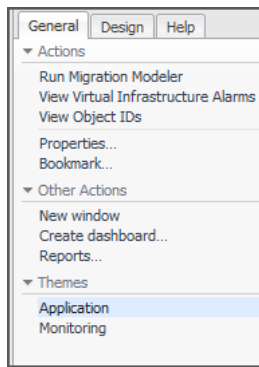 General Design Help
Actions
Run Migration Modeler
View Virtual Infrastructure Alarms
View Object IDs
Properties...
Bookmark...
Other Actions
New window
Create dashboard...
Reports...
Themes
Application
Monitoring